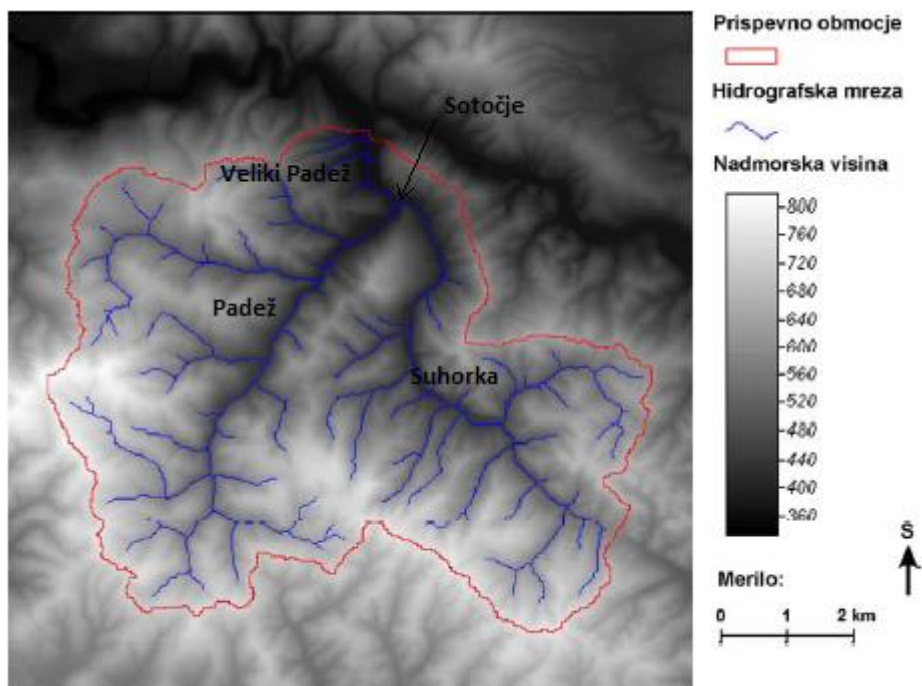 Sotočje
Veliki Padež
Padež
Suhorka
Prispevno obmocje
Hidrografska mreza
Nadmorska visina
800
760
720
680
640
600
560
520
480
440
400
360
Š
Merilo:
0 1 2 km